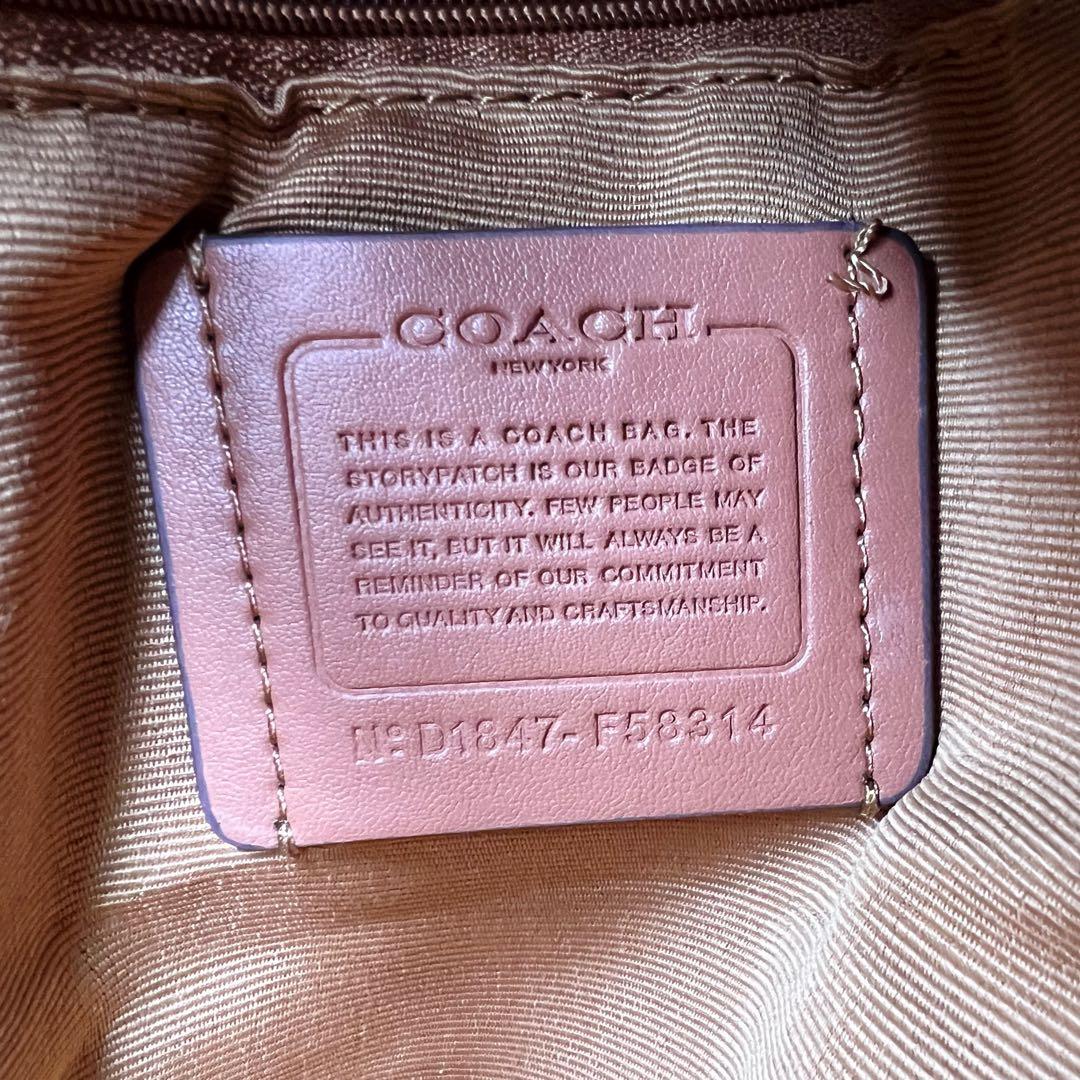 COACH
NEW YORK
THIS IS A COACH BAG. THE
STORYPATCH IS OUR BADGE OF
AUTHENTICITY. FEW PEOPLE MAY
SEE IT, BUT IT WILL ALWAYS BE A
REMINDER OF OUR COMMITMENT
TO QUALITY AND CRAFTSMANSHIP.
Nº D1847-F58314